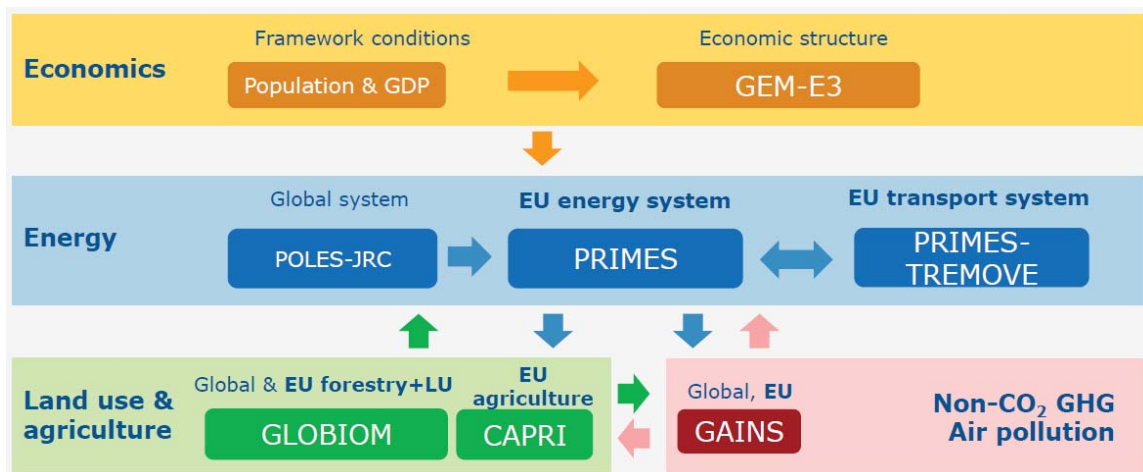 Economics
Framework conditions
Population & GDP
Economic structure
GEM-E3
Energy
Global system
POLES-JRC
EU energy system
PRIMES
EU transport system
PRIMES-
TREMOVE
Land use &
agriculture
Global & EU forestry+LU
GLOBIOM
EU
agriculture
CAPRI
Global, EU
GAINS
Non-CO₂ GHG
Air pollution